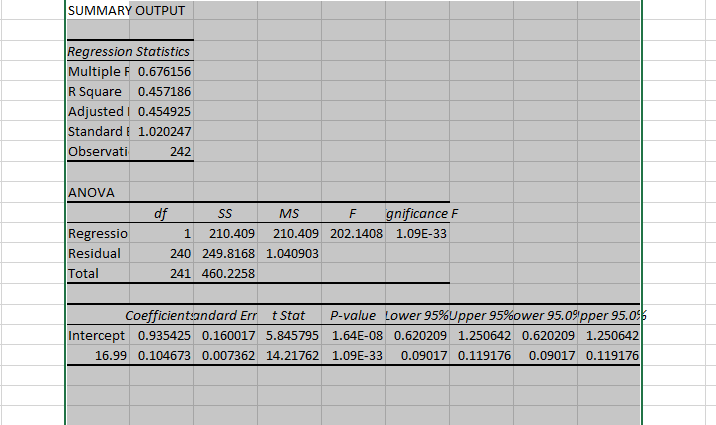 SUMMARY OUTPUT
Regression Statistics
Multiple R 0.676156
R Square 0.457186
Adjusted 0.454925
Standard E 1.020247
Observati 242
ANOVA
df SS MS F gnificance F
Regressio 1 210.409 210.409 202.1408 1.09E-33
Residual 240 249.8168 1.040903
Total 241 460.2258
Coefficients andard Err t Stat P-value Lower 95% Upper 95% ower 95.0% pper 95.0%
Intercept 0.935425 0.160017 5.845795 1.64E-08 0.620209 1.250642 0.620209 1.250642
16.99 0.104673 0.007362 14.21762 1.09E-33 0.09017 0.119176 0.09017 0.119176